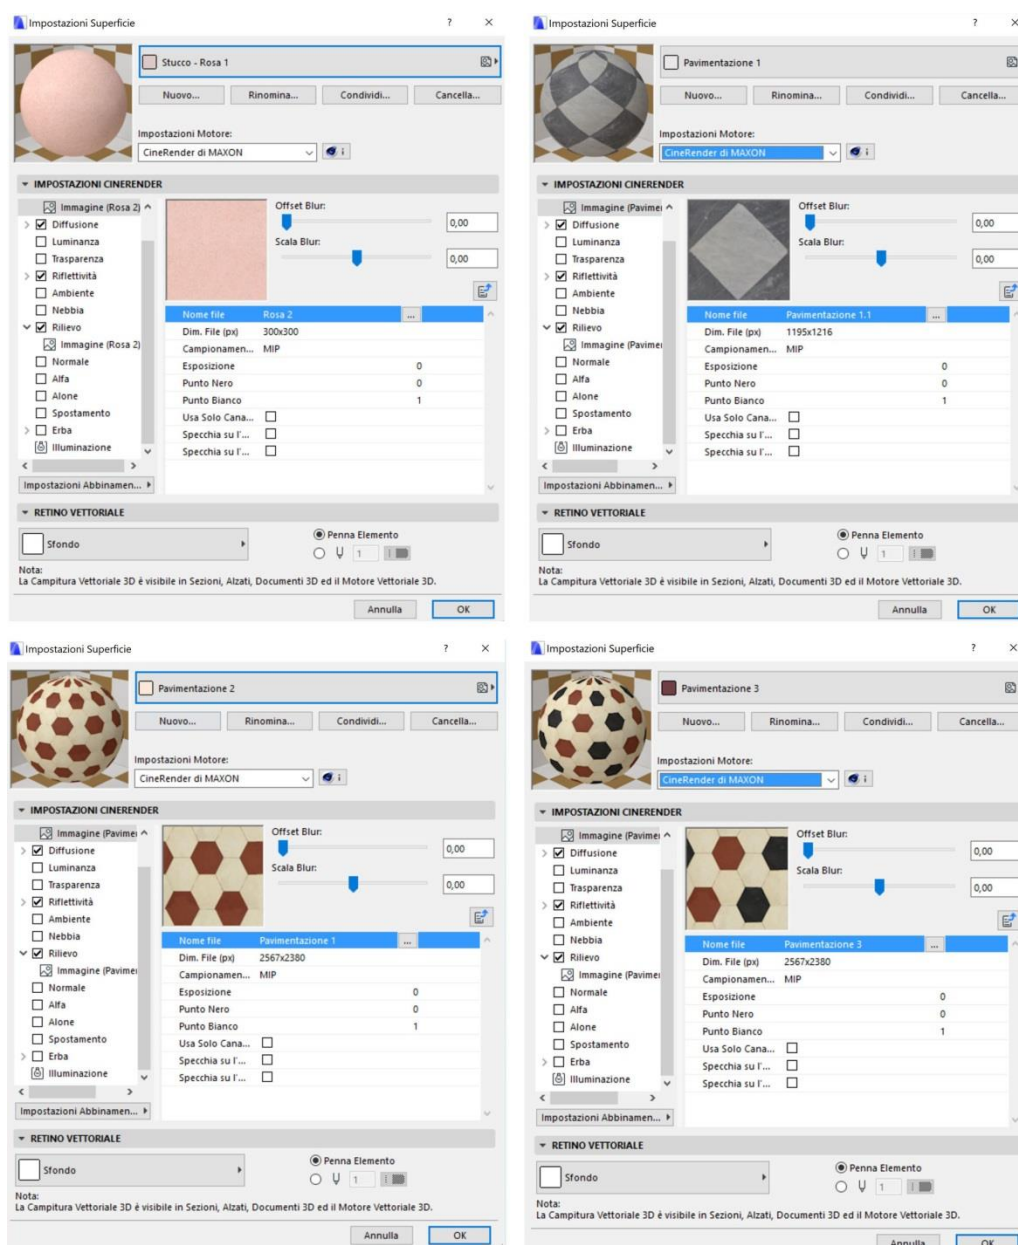 Impostazioni Superficie ? ×
Stucco - Rosa 1
Nuovo... Rinomina... Condividi... Cancella...
Impostazioni Motore:
CineRender di MAXON i
IMPOSTAZIONI CINERENDER
Immagine (Rosa 2)
Diffusione
Luminanza
Trasparenza
Riflettività
Ambiente
Nebbia
Rilievo
Immagine (Rosa 2)
Normale
Alfa
Alone
Spostamento
Erba
Illuminazione
Impostazioni Abbinamen...
Offset Blur:
0,00
Scala Blur:
0,00
Nome file Rosa 2 ...
Dim. File (px) 300x300
Campionamen... MIP
Esposizione 0
Punto Nero 0
Punto Bianco 1
Usa Solo Cana...
Specchia su l'...
Specchia su l'...
RETINO VETTORIALE
Sfondo
Penna Elemento
1
Nota:
La Campitura Vettoriale 3D è visibile in Sezioni, Alzati, Documenti 3D ed il Motore Vettoriale 3D.
Annulla OK
Impostazioni Superficie ? ×
Pavimentazione 1
Nuovo... Rinomina... Condividi... Cancella...
Impostazioni Motore:
CineRender di MAXON i
IMPOSTAZIONI CINERENDER
Immagine (Pavimen
Diffusione
Luminanza
Trasparenza
Riflettività
Ambiente
Nebbia
Rilievo
Immagine (Pavimen
Normale
Alfa
Alone
Spostamento
Erba
Illuminazione
Impostazioni Abbinamen...
Offset Blur:
0,00
Scala Blur:
0,00
Nome file Pavimentazione 1.1 ...
Dim. File (px) 1195x1216
Campionamen... MIP
Esposizione 0
Punto Nero 0
Punto Bianco 1
Usa Solo Cana...
Specchia su l'...
Specchia su l'...
RETINO VETTORIALE
Sfondo
Penna Elemento
1
Nota:
La Campitura Vettoriale 3D è visibile in Sezioni, Alzati, Documenti 3D ed il Motore Vettoriale 3D.
Annulla OK
Impostazioni Superficie ? ×
Pavimentazione 2
Nuovo... Rinomina... Condividi... Cancella...
Impostazioni Motore:
CineRender di MAXON i
IMPOSTAZIONI CINERENDER
Immagine (Pavimen
Diffusione
Luminanza
Trasparenza
Riflettività
Ambiente
Nebbia
Rilievo
Immagine (Pavimen
Normale
Alfa
Alone
Spostamento
Erba
Illuminazione
Impostazioni Abbinamen...
Offset Blur:
0,00
Scala Blur:
0,00
Nome file Pavimentazione 1 ...
Dim. File (px) 2567x2380
Campionamen... MIP
Esposizione 0
Punto Nero 0
Punto Bianco 1
Usa Solo Cana...
Specchia su l'...
Specchia su l'...
RETINO VETTORIALE
Sfondo
Penna Elemento
1
Nota:
La Campitura Vettoriale 3D è visibile in Sezioni, Alzati, Documenti 3D ed il Motore Vettoriale 3D.
Annulla OK
Impostazioni Superficie ? ×
Pavimentazione 3
Nuovo... Rinomina... Condividi... Cancella...
Impostazioni Motore:
CineRender di MAXON i
IMPOSTAZIONI CINERENDER
Immagine (Pavimen
Diffusione
Luminanza
Trasparenza
Riflettività
Ambiente
Nebbia
Rilievo
Immagine (Pavimen
Normale
Alfa
Alone
Spostamento
Erba
Illuminazione
Impostazioni Abbinamen...
Offset Blur:
0,00
Scala Blur:
0,00
Nome file Pavimentazione 3 ...
Dim. File (px) 2567x2380
Campionamen... MIP
Esposizione 0
Punto Nero 0
Punto Bianco 1
Usa Solo Cana...
Specchia su l'...
Specchia su l'...
RETINO VETTORIALE
Sfondo
Penna Elemento
1
Nota:
La Campitura Vettoriale 3D è visibile in Sezioni, Alzati, Documenti 3D ed il Motore Vettoriale 3D.
Annulla OK